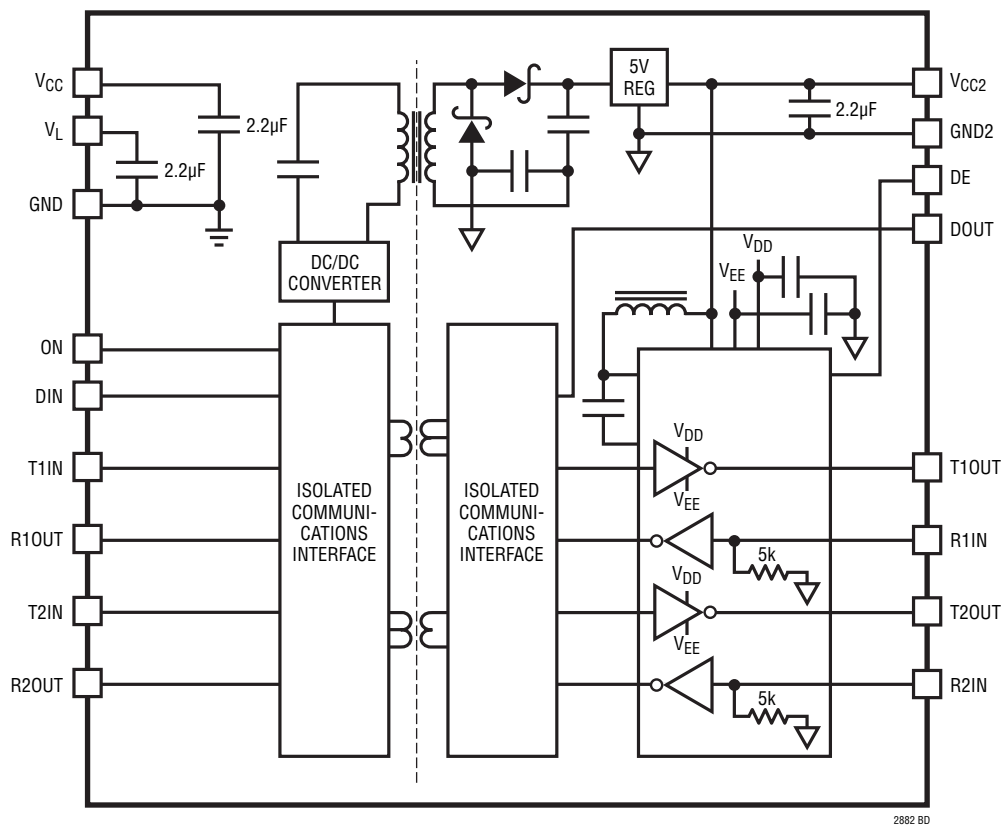 VCC
2.2µF
VL
2.2µF
GND
5V
REG
VCC2
2.2µF
GND2
DE
DOUT
DC/DC
CONVERTER
VDD
VEE
ON
DIN
T1IN
R1OUT
T2IN
R2OUT
ISOLATED
COMMUNI-
CATIONS
INTERFACE
ISOLATED
COMMUNI-
CATIONS
INTERFACE
VDD
VEE
5k
VDD
VEE
5k
T1OUT
R1IN
T2OUT
R2IN
2882 BD